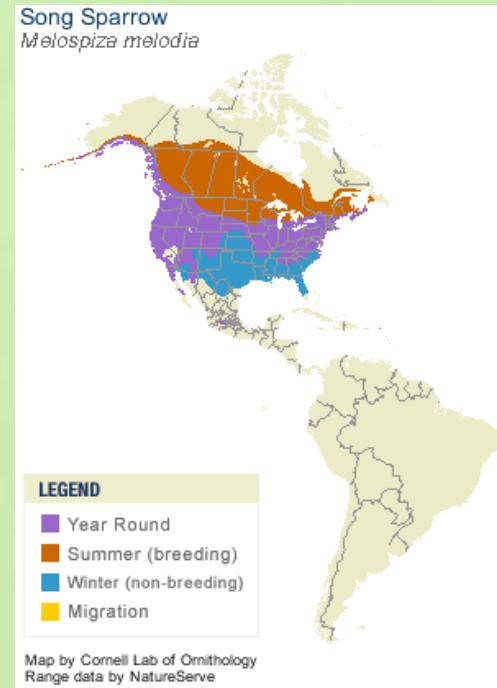 Song Sparrow
Melospiza melodia
LEGEND
Year Round
Summer (breeding)
Winter (non-breeding)
Migration
Map by Cornell Lab of Ornithology
Range data by NatureServe